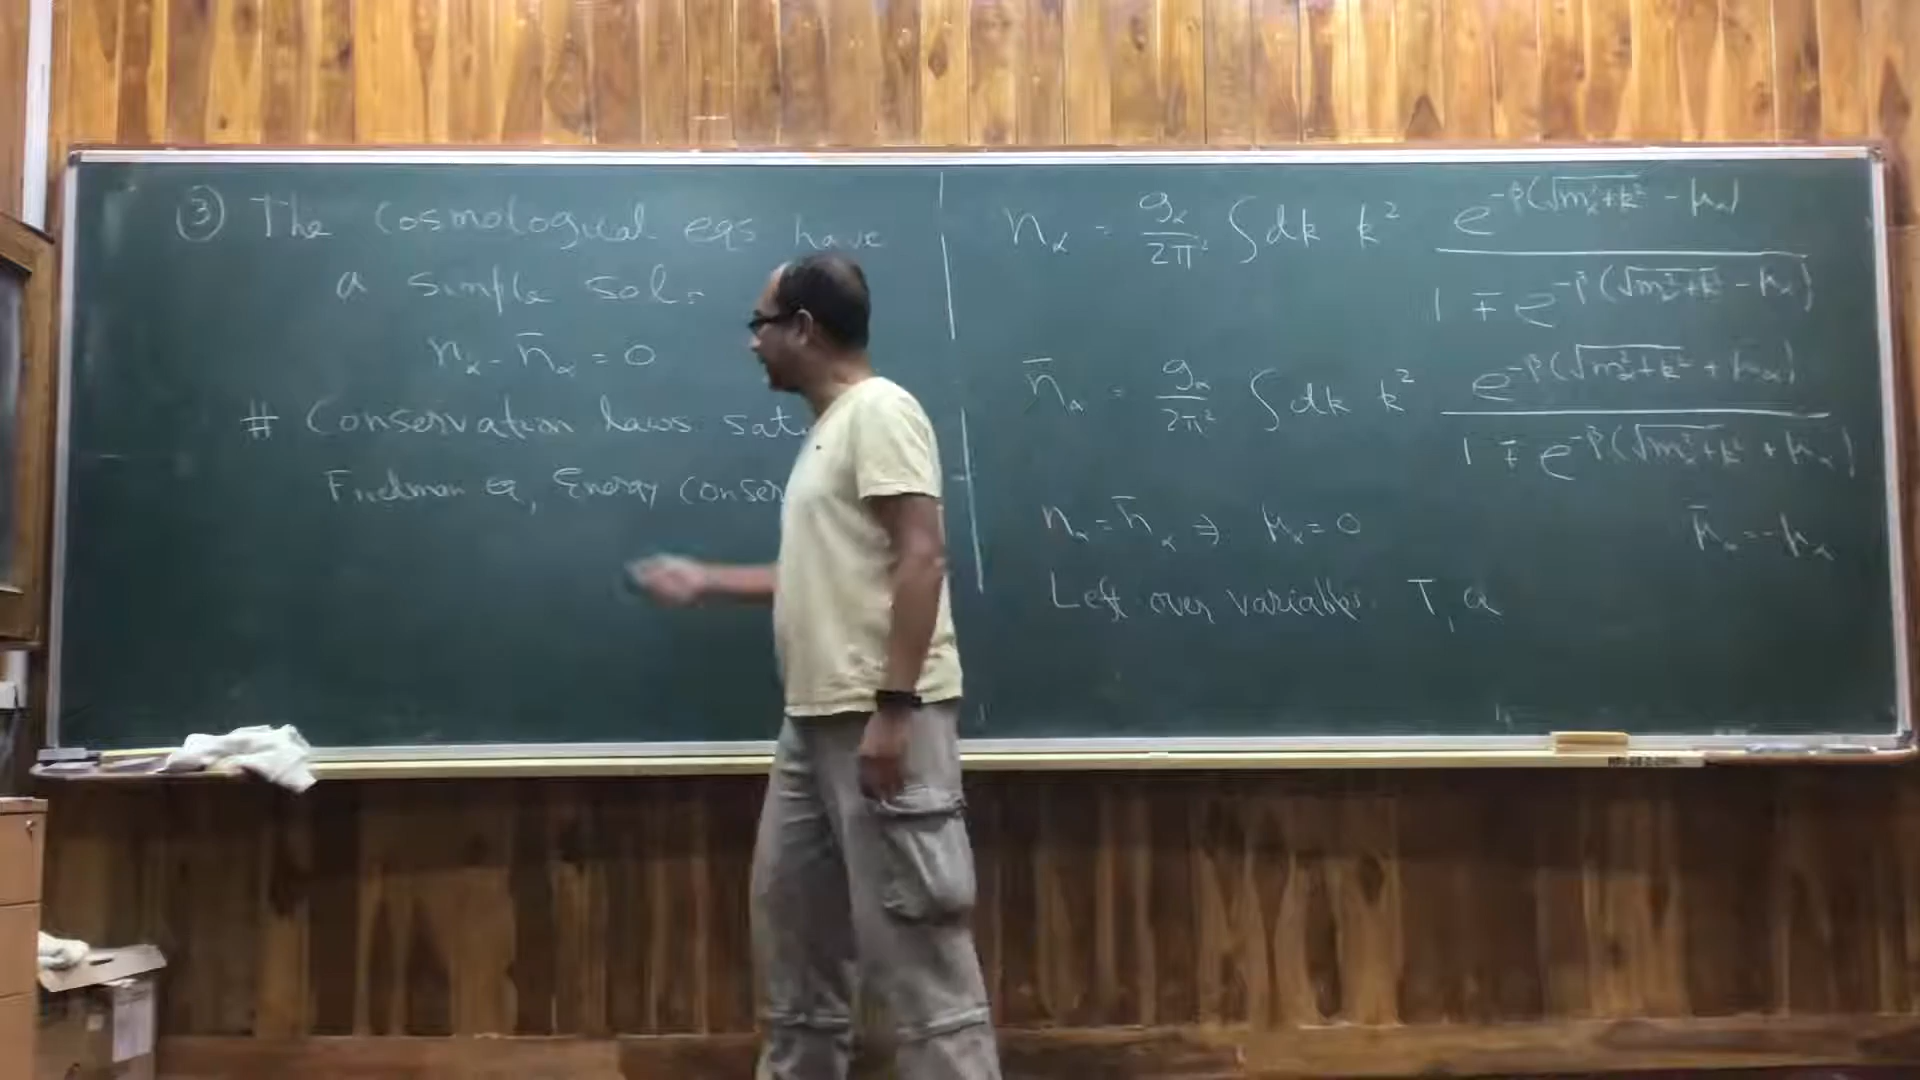 ③ The Cosmological eqs have
a simple sol.
n_α - n̄_α = 0
# Conservation laws sat
Friedman eq, Energy conser
n_α = g_α/2π² ∫dk k² e^{-β(√(m_α²+k²) - μ_α)} / 1 ∓ e^{-β(√(m_α²+k²) - μ_α)}
n̄_α = g_α/2π² ∫dk k² e^{-β(√(m_α²+k²) + μ_α)} / 1 ∓ e^{-β(√(m_α²+k²) + μ_α)}
n_α = n̄_α ⇒ μ_α = 0
μ̄_α = -μ_α
Left over variables T, a